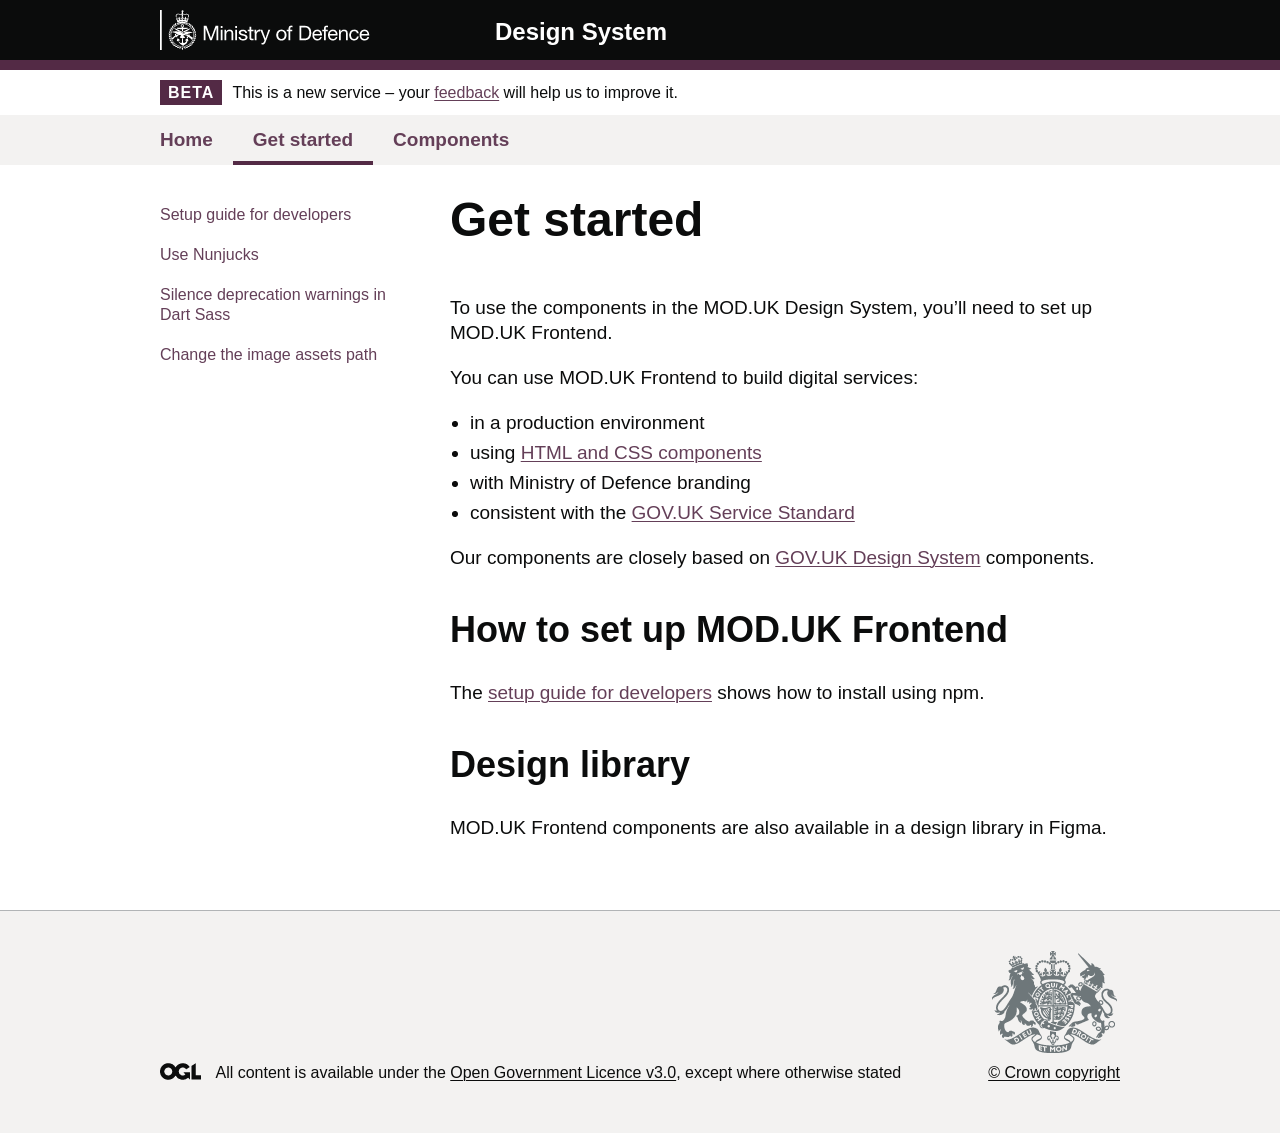 Ministry of Defence
Design System
BETA This is a new service – your feedback will help us to improve it.
Home Get started Components
Setup guide for developers
Use Nunjucks
Silence deprecation warnings in
Dart Sass
Change the image assets path
Get started
To use the components in the MOD.UK Design System, you’ll need to set up
MOD.UK Frontend.
You can use MOD.UK Frontend to build digital services:
• in a production environment
• using HTML and CSS components
• with Ministry of Defence branding
• consistent with the GOV.UK Service Standard
Our components are closely based on GOV.UK Design System components.
How to set up MOD.UK Frontend
The setup guide for developers shows how to install using npm.
Design library
MOD.UK Frontend components are also available in a design library in Figma.
OGL All content is available under the Open Government Licence v3.0, except where otherwise stated
© Crown copyright